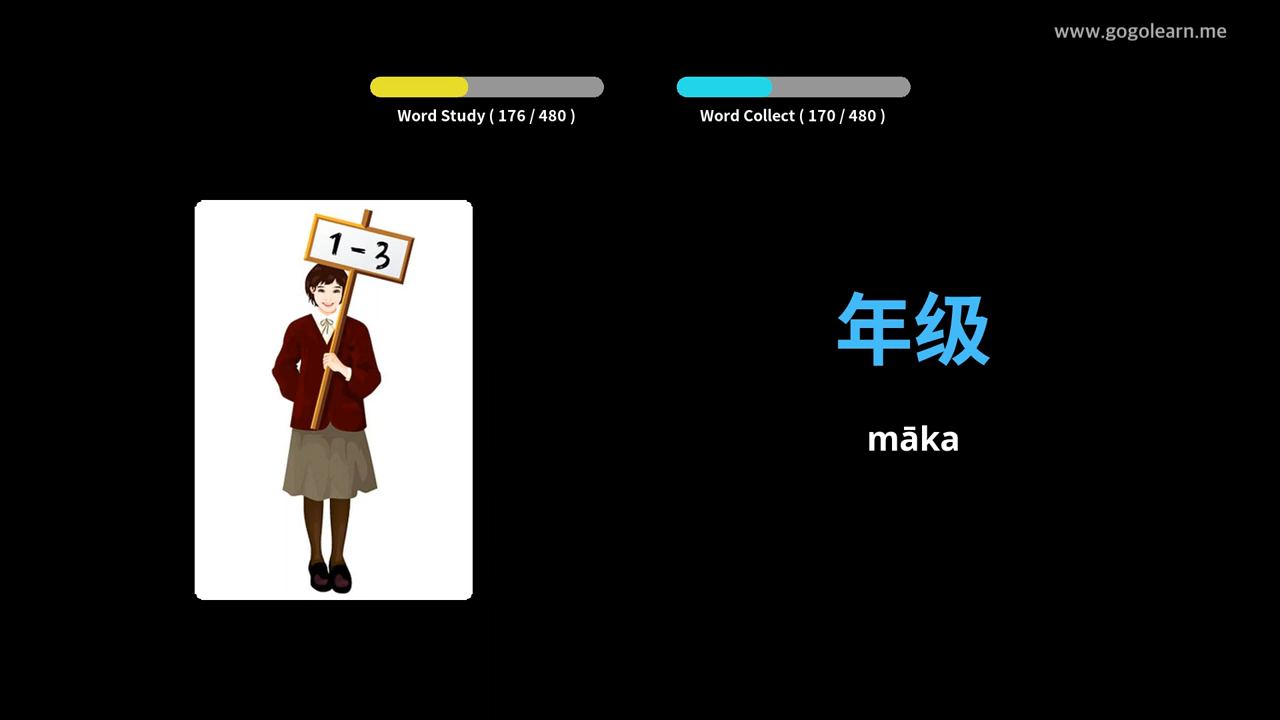 www.gogolearn.me
Word Study ( 176 / 480 )
Word Collect ( 170 / 480 )
1 - 3
年级
māka